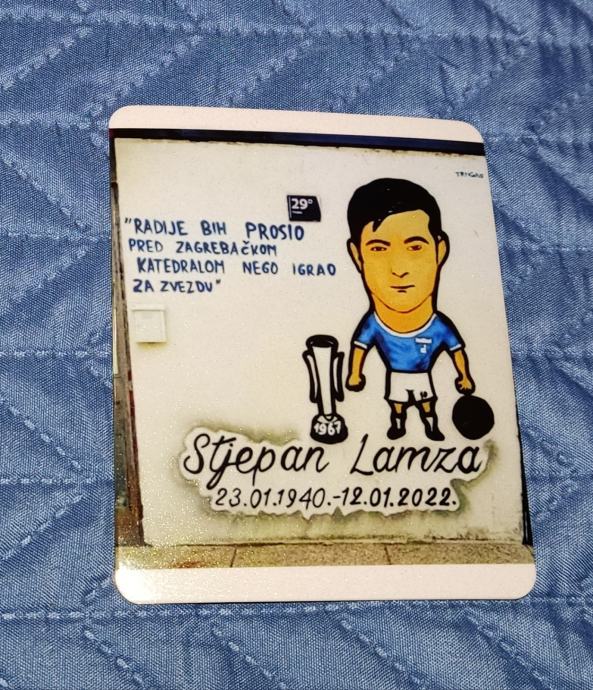 TRNSKI
29°
"RADIJE BIH PROSIO
PRED ZAGREBAČKOM
KATEDRALOM NEGO IGRAO
ZA ZVEZDU"
1967
Stjepan Lamza
23.01.1940.-12.01.2022.